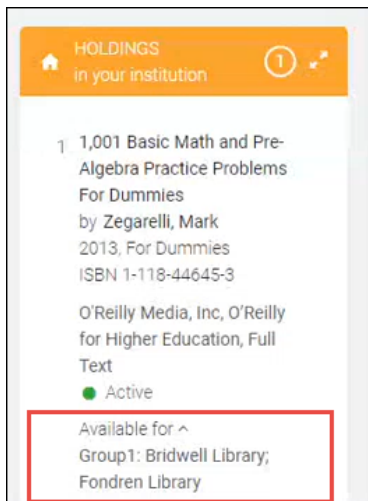 HOLDINGS
in your institution
1
1 1,001 Basic Math and Pre-
Algebra Practice Problems
For Dummies
by Zegarelli, Mark
2013, For Dummies
ISBN 1-118-44645-3
O'Reilly Media, Inc, O'Reilly
for Higher Education, Full
Text
Active
Available for ^
Group1: Bridwell Library;
Fondren Library